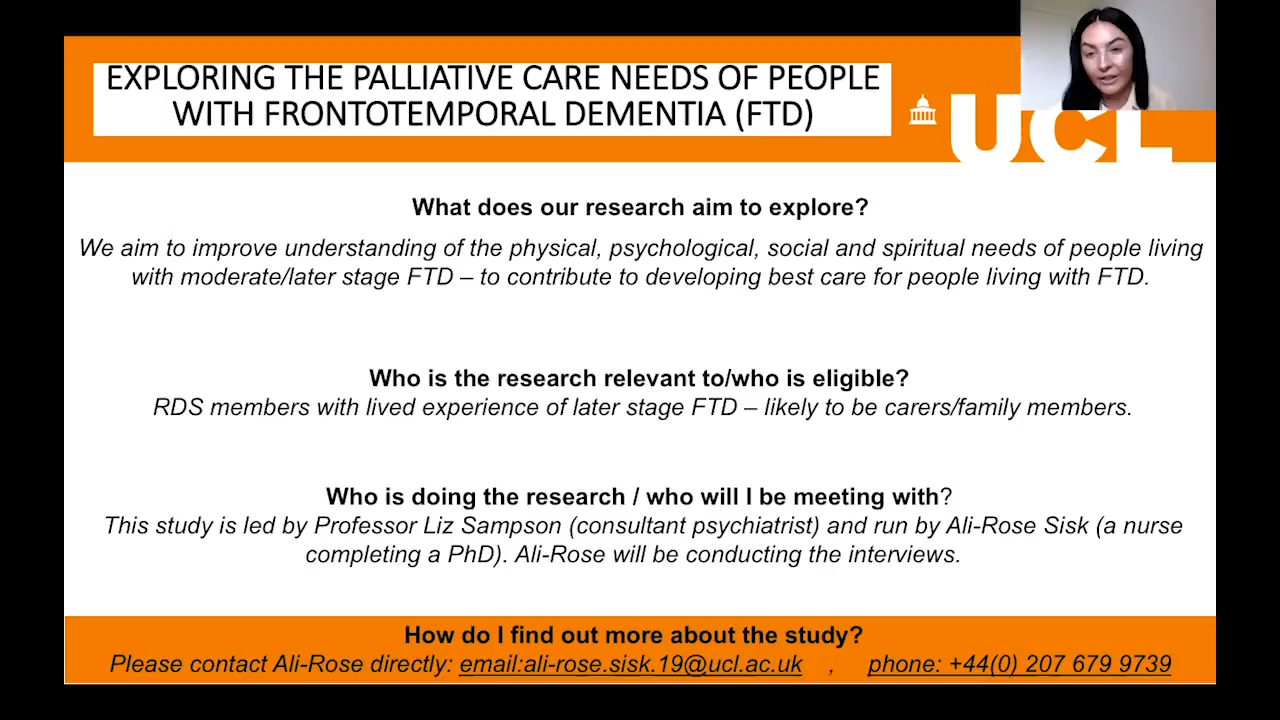 EXPLORING THE PALLIATIVE CARE NEEDS OF PEOPLE
WITH FRONTOTEMPORAL DEMENTIA (FTD)
UCL
What does our research aim to explore?
We aim to improve understanding of the physical, psychological, social and spiritual needs of people living
with moderate/later stage FTD – to contribute to developing best care for people living with FTD.
Who is the research relevant to/who is eligible?
RDS members with lived experience of later stage FTD – likely to be carers/family members.
Who is doing the research / who will I be meeting with?
This study is led by Professor Liz Sampson (consultant psychiatrist) and run by Ali-Rose Sisk (a nurse
completing a PhD). Ali-Rose will be conducting the interviews.
How do I find out more about the study?
Please contact Ali-Rose directly: email:ali-rose.sisk.19@ucl.ac.uk , phone: +44(0) 207 679 9739